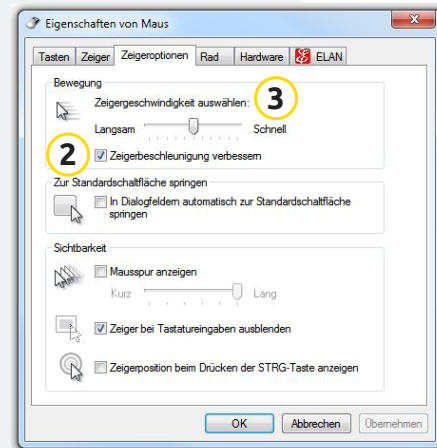 Eigenschaften von Maus
x
Tasten Zeiger Zeigeroptionen Rad Hardware ELAN
Bewegung
Zeigergeschwindigkeit auswählen: 3
Langsam Schnell
2 Zeigerbeschleunigung verbessern
Zur Standardschaltfläche springen
In Dialogfeldern automatisch zur Standardschaltfläche
springen
Sichtbarkeit
Mausspur anzeigen
Kurz Lang
Zeiger bei Tastatureingaben ausblenden
Zeigerposition beim Drücken der STRG-Taste anzeigen
OK Abbrechen Übernehmen